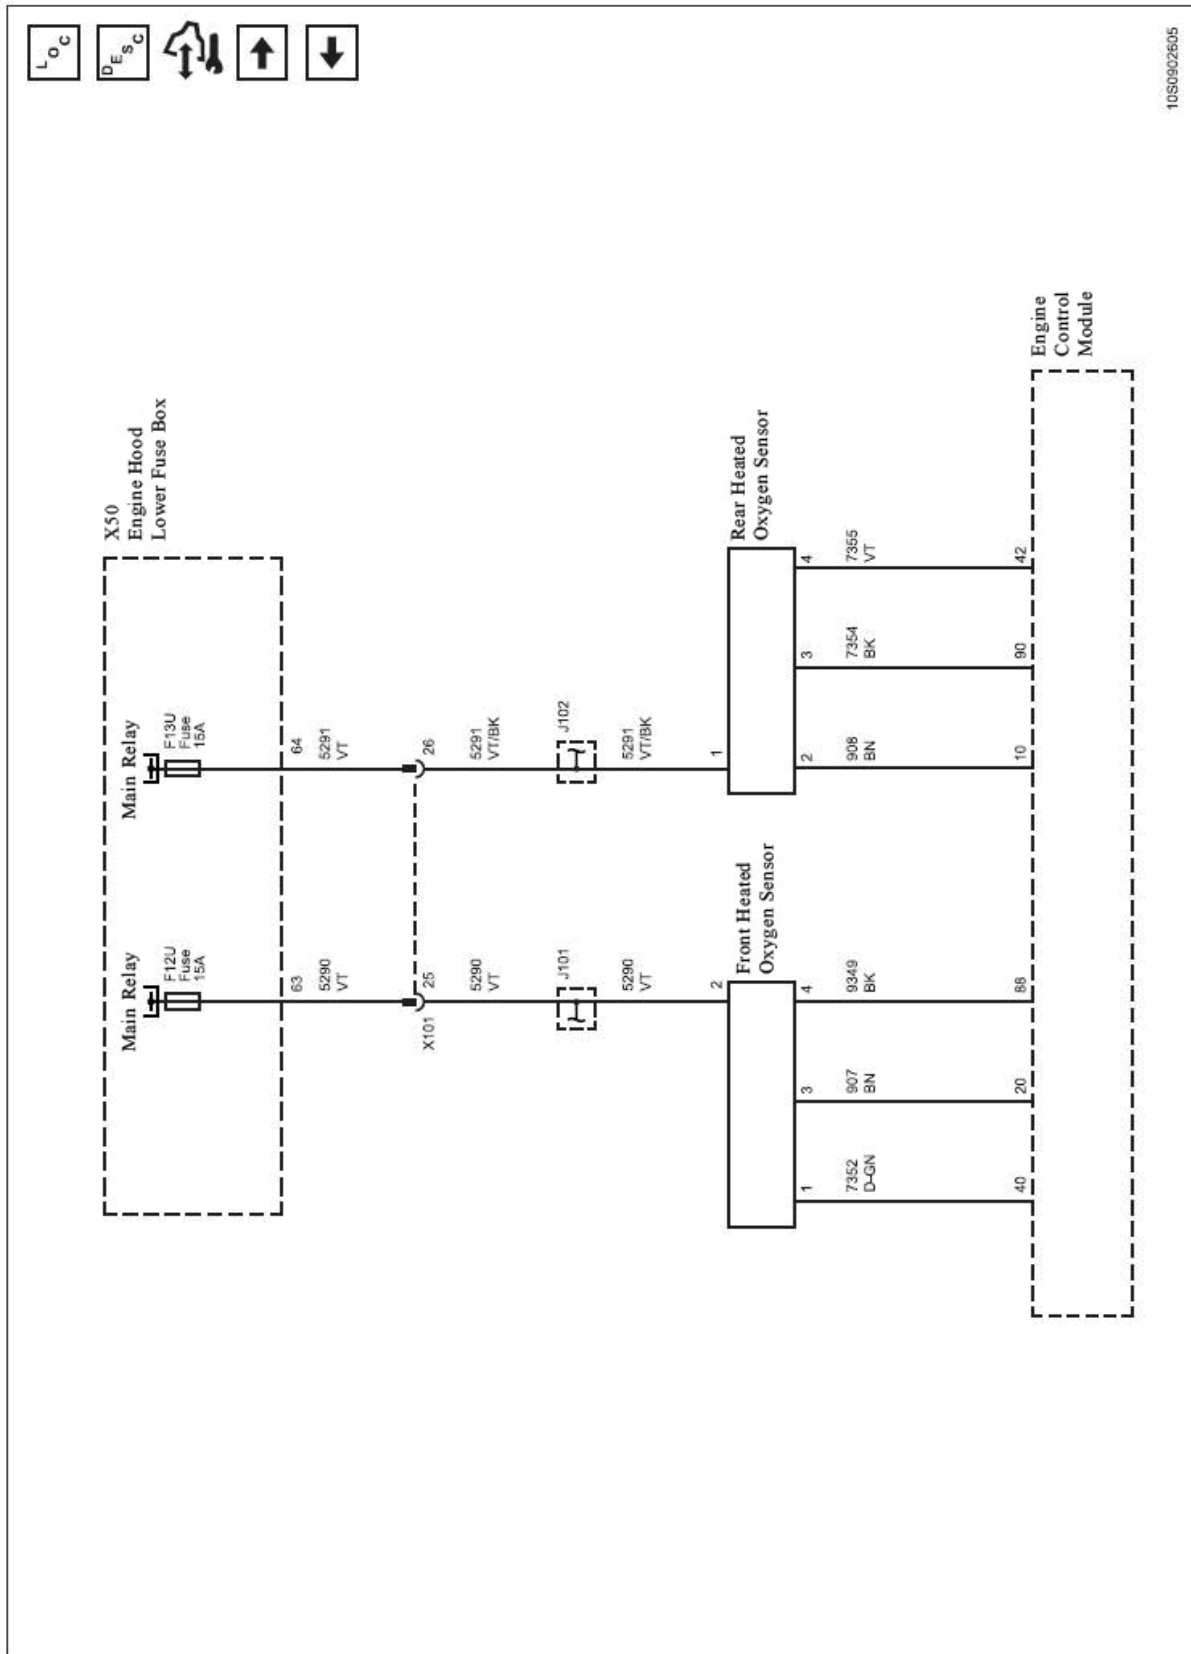 LOC
DESC
X50
Engine Hood
Lower Fuse Box
Main Relay
F12U
Fuse
15A
Main Relay
F13U
Fuse
15A
63
5290
VT
64
5291
VT
X101
25
26
5290
VT
5291
VT/BK
J101
J102
5290
VT
5291
VT/BK
2
1
Front Heated
Oxygen Sensor
Rear Heated
Oxygen Sensor
1
3
4
2
3
4
7352
D-GN
907
BN
9349
BK
908
BN
7354
BK
7355
VT
40
20
88
10
90
42
Engine
Control
Module
10S0902605